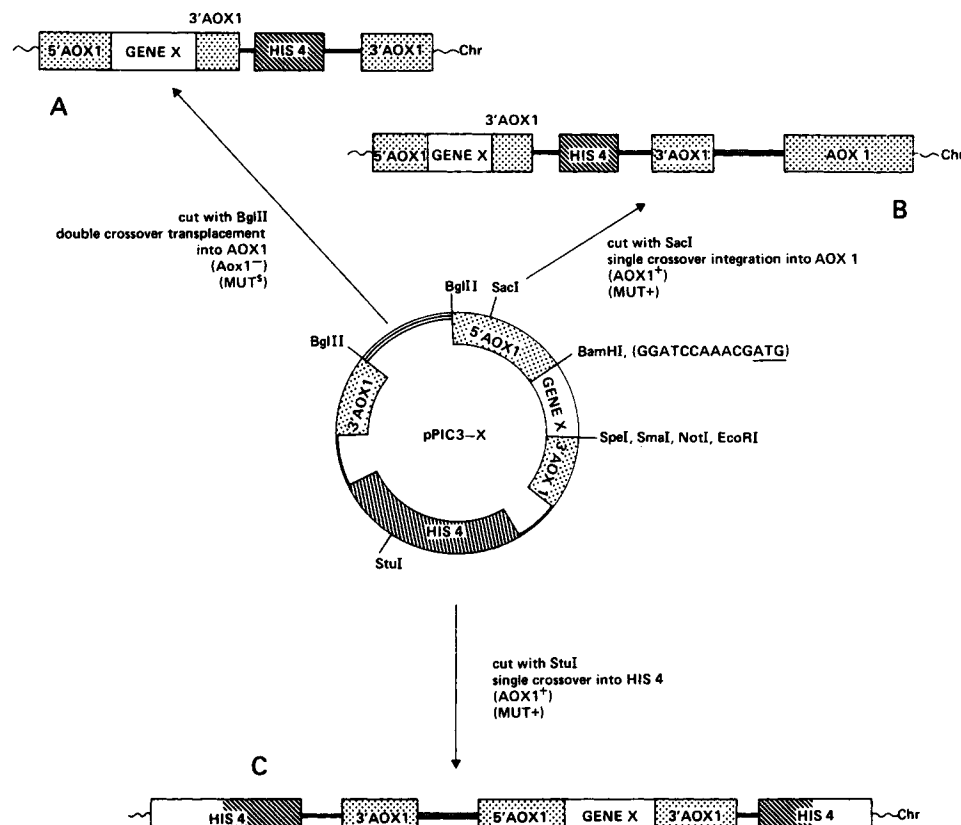 3'AOX1
5'AOX1 GENE X HIS 4 3'AOX1 Chr
A
3'AOX1
5'AOX1 GENE X HIS 4 3'AOX1 AOX 1 Chr
B
cut with BglII
double crossover transplacement
into AOX1
(Aox1⁻)
(MUTˢ)
cut with SacI
single crossover integration into AOX 1
(AOX1⁺)
(MUT+)
BglII
SacI
BglII
5'AOX1
BamHI, (GGATCCAAACGATG)
GENE X
3'AOX1
pPIC3–X
SpeI, SmaI, NotI, EcoRI
3'AOX 1
HIS 4
StuI
cut with StuI
single crossover into HIS 4
(AOX1⁺)
(MUT+)
C
HIS 4 3'AOX1 5'AOX1 GENE X 3'AOX1 HIS 4 Chr